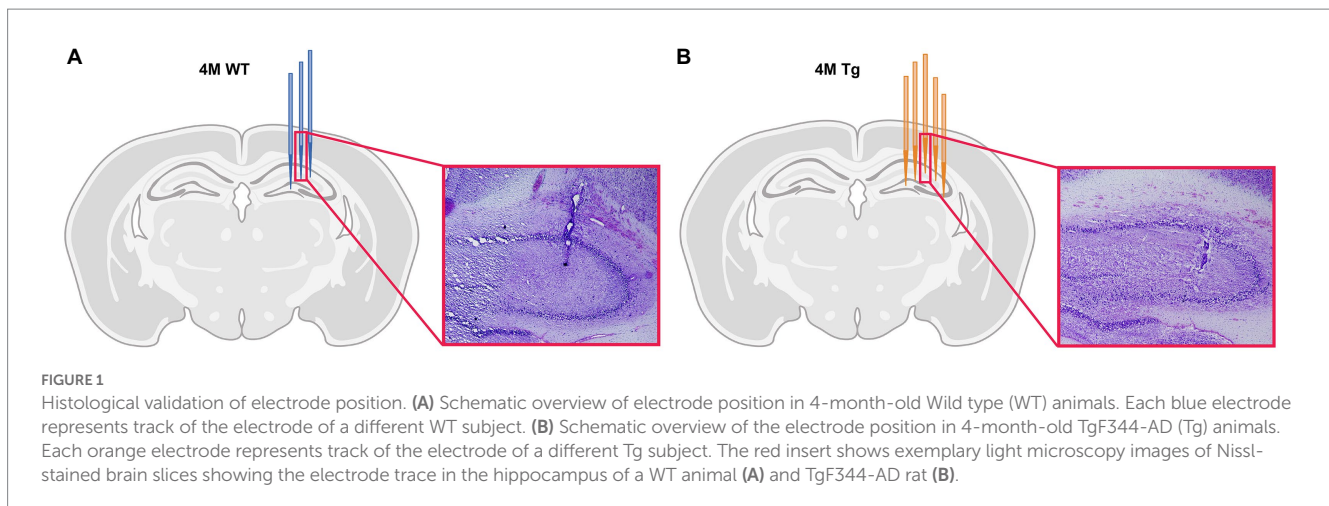 A
4M WT
B
4M Tg
FIGURE 1
Histological validation of electrode position. (A) Schematic overview of electrode position in 4-month-old Wild type (WT) animals. Each blue electrode
represents track of the electrode of a different WT subject. (B) Schematic overview of the electrode position in 4-month-old TgF344-AD (Tg) animals.
Each orange electrode represents track of the electrode of a different Tg subject. The red insert shows exemplary light microscopy images of Nissl-
stained brain slices showing the electrode trace in the hippocampus of a WT animal (A) and TgF344-AD rat (B).